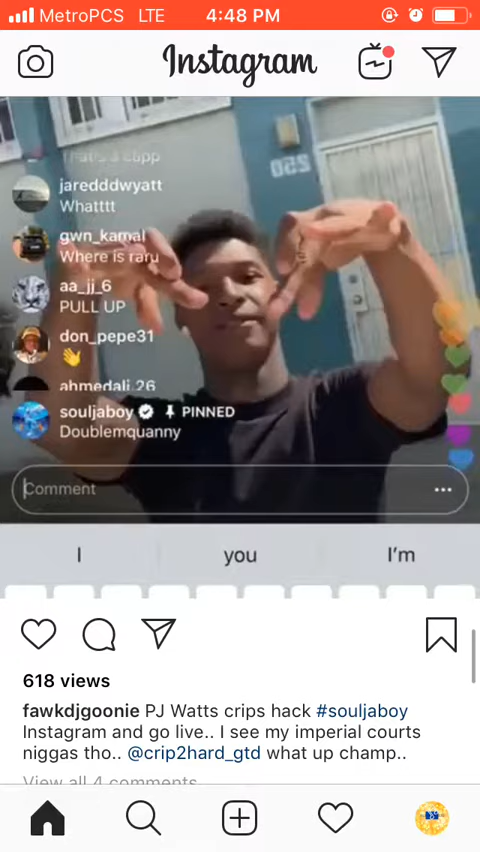 MetroPCS LTE 4:48 PM
Instagram
That's a clipp
jaredddwyatt
Whatttt
gwn_kamal
Where is raru
aa_jj_6
PULL UP
don_pepe31
👋
ahmedali.26
souljaboy PINNED
Doublemquanny
Comment
I you I'm
618 views
fawkdjgoonie PJ Watts crips hack #souljaboy
Instagram and go live.. I see my imperial courts
niggas tho.. @crip2hard_gtd what up champ..
View all 4 comments